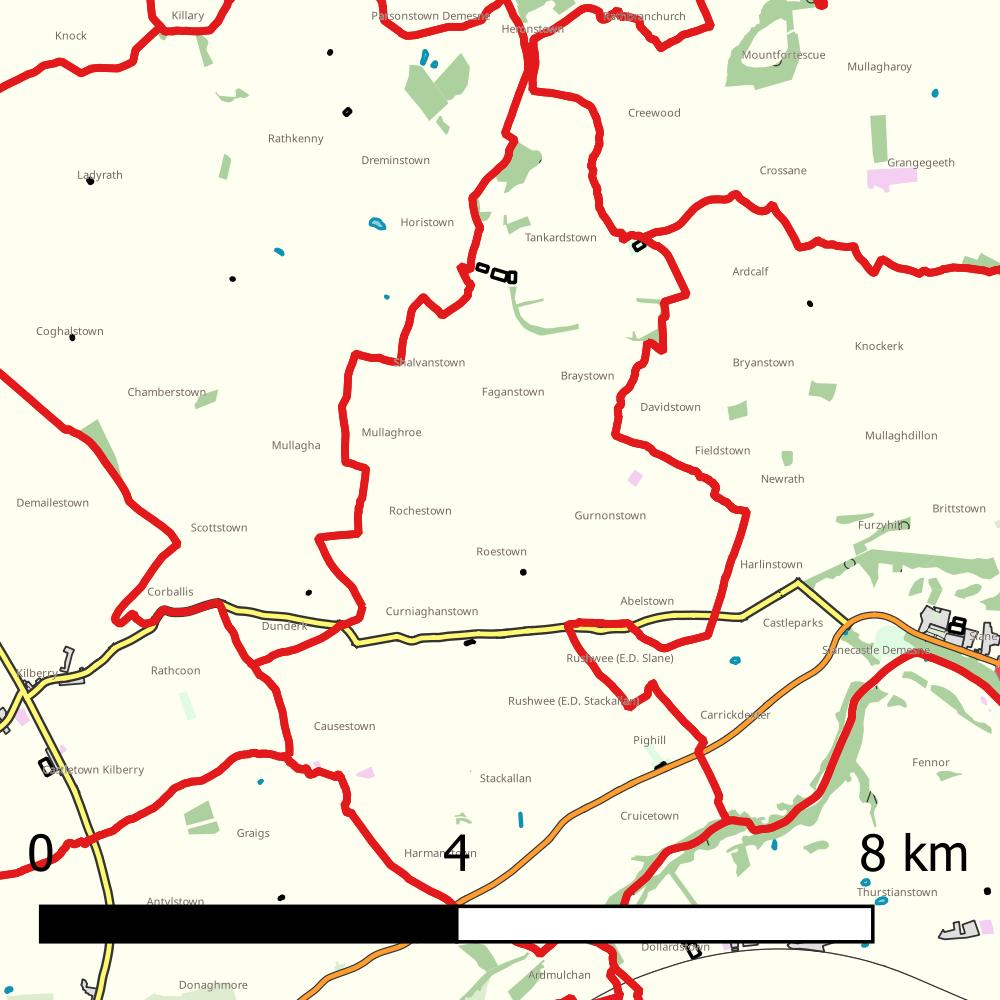 Killary
Parsonstown Demesne
Rathbranchurch
Knock
Heronstown
Mountfortescue
Mullagharoy
Creewood
Rathkenny
Dreminstown
Grangegeeth
Crossane
Ladyrath
Horistown
Tankardstown
Ardcalf
Coghalstown
Knockerk
Shalvanstown
Bryanstown
Braystown
Chamberstown
Faganstown
Davidstown
Mullaghroe
Mullaghdillon
Mullagha
Fieldstown
Newrath
Demailestown
Brittstown
Rochestown
Gurnonstown
Furzyhill
Scottstown
Roestown
Harlinstown
Corballis
Abelstown
Curniaghanstown
Castleparks
Dunderk
Slane
Slanecastle Demesne
Rushwee (E.D. Slane)
Kilberry
Rathcoon
Rushwee (E.D. Stackallan)
Carrickdexter
Causestown
Pighill
Fennor
Castletown Kilberry
Stackallan
Cruicetown
Graigs
0 4 8 km
Harmanstown
Thurstianstown
Antylstown
Dollardstown
Ardmulchan
Donaghmore